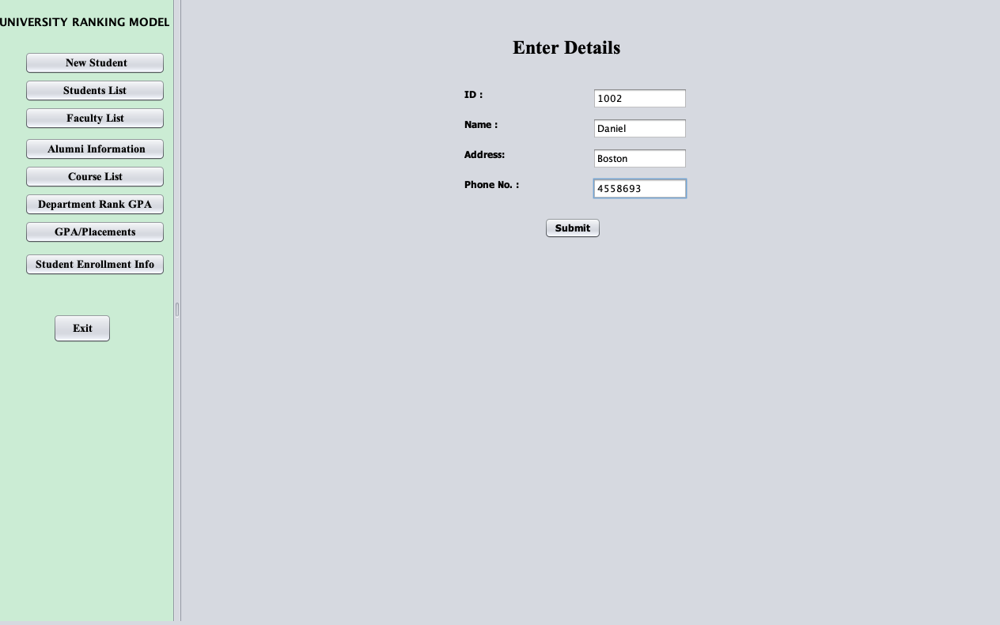 UNIVERSITY RANKING MODEL
New Student
Students List
Faculty List
Alumni Information
Course List
Department Rank GPA
GPA/Placements
Student Enrollment Info
Exit
Enter Details
ID : 1002
Name : Daniel
Address: Boston
Phone No. : 4558693
Submit